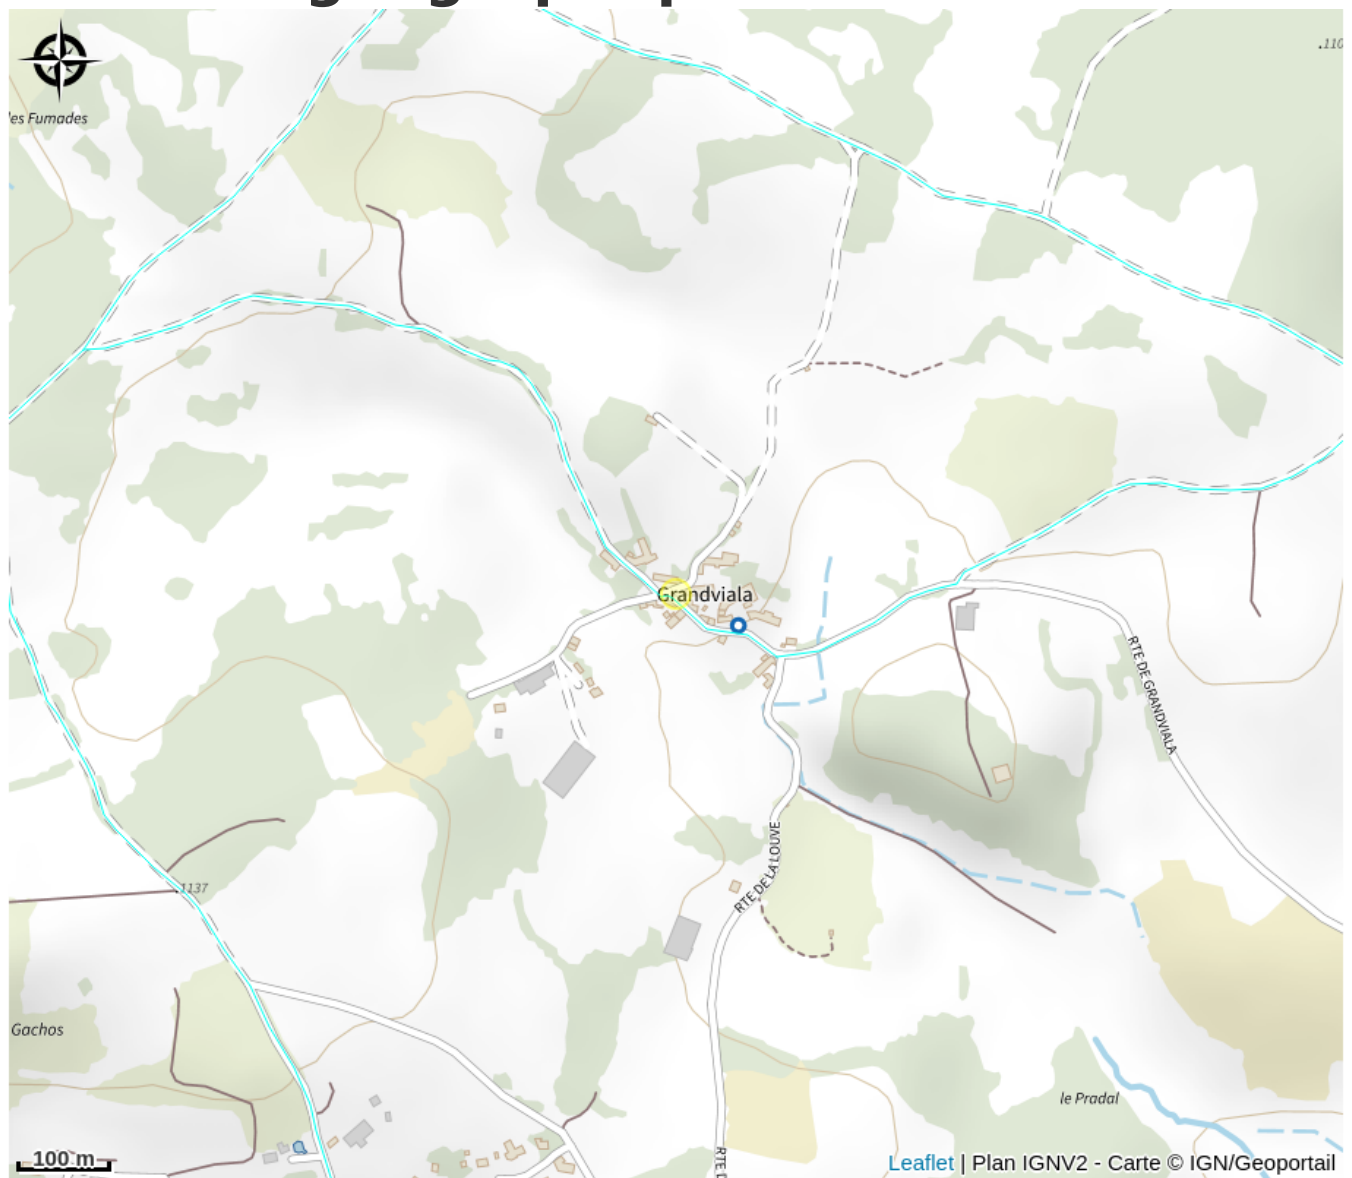 .110
les Fumades
Grandviala
RTE DE GRANDVIALA
RTE DE LA LOUVE
1137
Gachos
le Pradal
100 m
RTE D
Leaflet | Plan IGNV2 - Carte © IGN/Geoportail